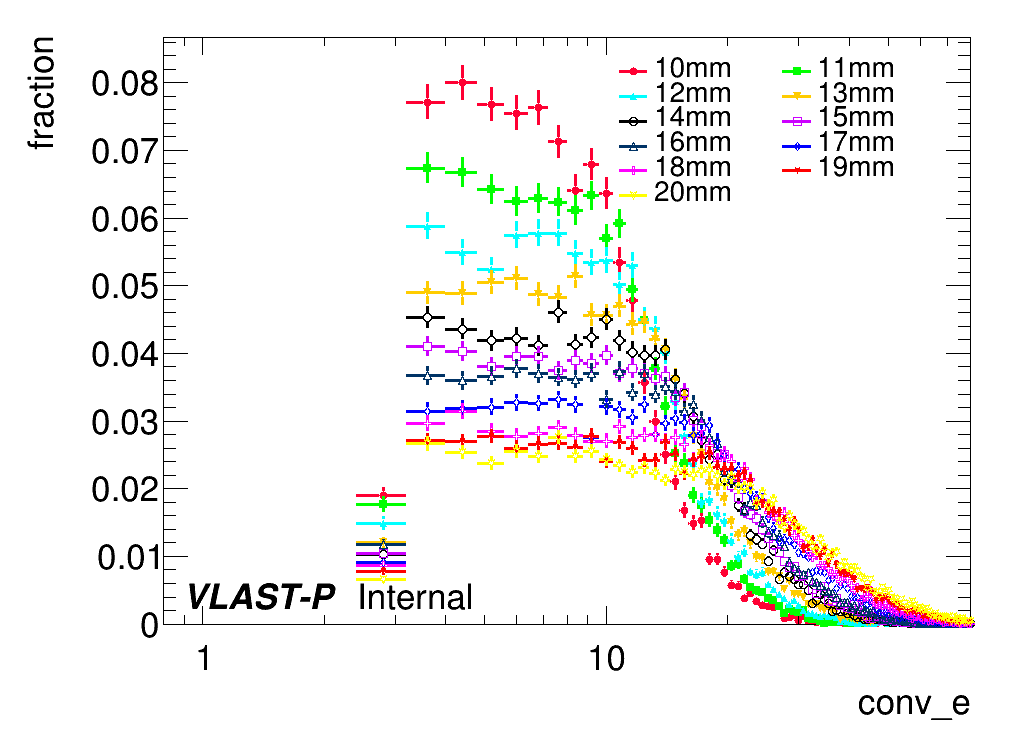 fraction
0.08
0.07
0.06
0.05
0.04
0.03
0.02
0.01
0
10mm 11mm
12mm 13mm
14mm 15mm
16mm 17mm
18mm 19mm
20mm
VLAST-P Internal
1 10
conv_e